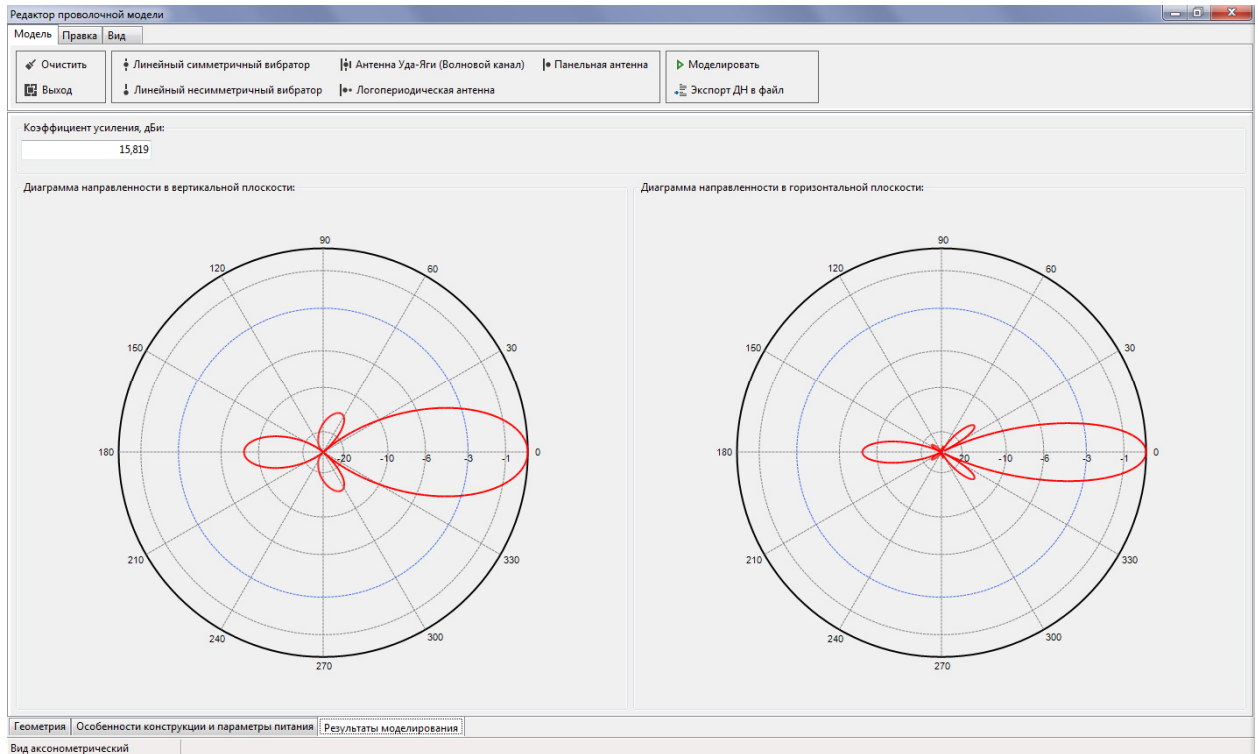 Редактор проволочной модели
Модель Правка Вид
Очистить Линейный симметричный вибратор Антенна Уда-Яги (Волновой канал) Панельная антенна Моделировать
Выход Линейный несимметричный вибратор Логопериодическая антенна Экспорт ДН в файл
Коэффициент усиления, дБи:
15,819
Диаграмма направленности в вертикальной плоскости:
90
120 60
150 30
180 -20 -10 -6 -3 -1 0
210 330
240 300
270
Диаграмма направленности в горизонтальной плоскости:
90
120 60
150 30
180 -20 -10 -6 -3 -1 0
210 330
240 300
270
Геометрия Особенности конструкции и параметры питания Результаты моделирования
Вид аксонометрический